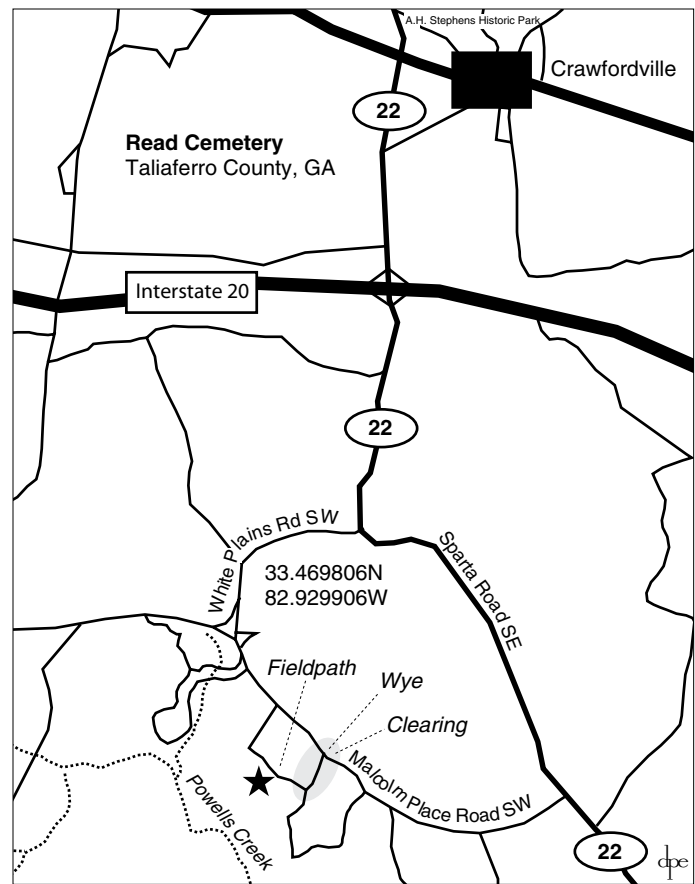 A.H. Stephens Historic Park
Crawfordville
22
Read Cemetery
Taliaferro County, GA
Interstate 20
22
White Plains Rd SW
Sparta Road SE
33.469806N
82.929906W
Fieldpath
Wye
Clearing
Malcolm Place Road SW
Powells Creek
22
dpe